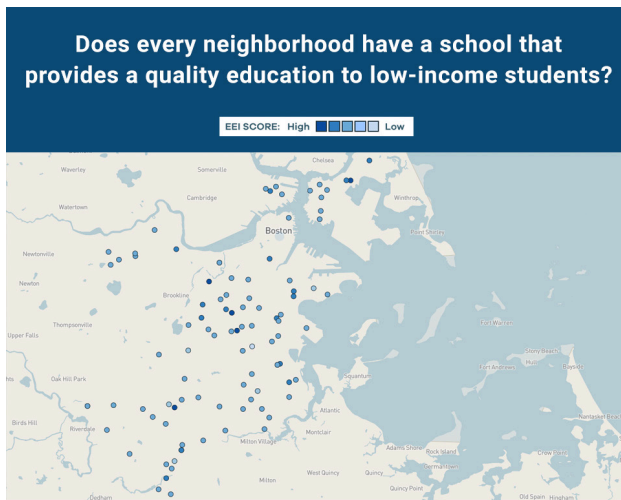 Does every neighborhood have a school that
provides a quality education to low-income students?
EEI SCORE: High Low
Chelsea
Waverley
Somerville
Watertown
Cambridge
Winthrop
Boston
Point Shirley
Newtonville
Newton
Brookline
Thompsonville
Fort Warren
Upper Falls
Stony Beach
Hull
Fort Andrews
Bayside
Oak Hill Park
Squantum
Atlantic
Nantasket Beac
Birds Hill
Riverdale
Montclair
Milton Village
Adams Shore
Rock Island
Crow Point
Germantown
West Quincy
Quincy
Milton
Quincy Point
Dedham
Old Spain
Hingham